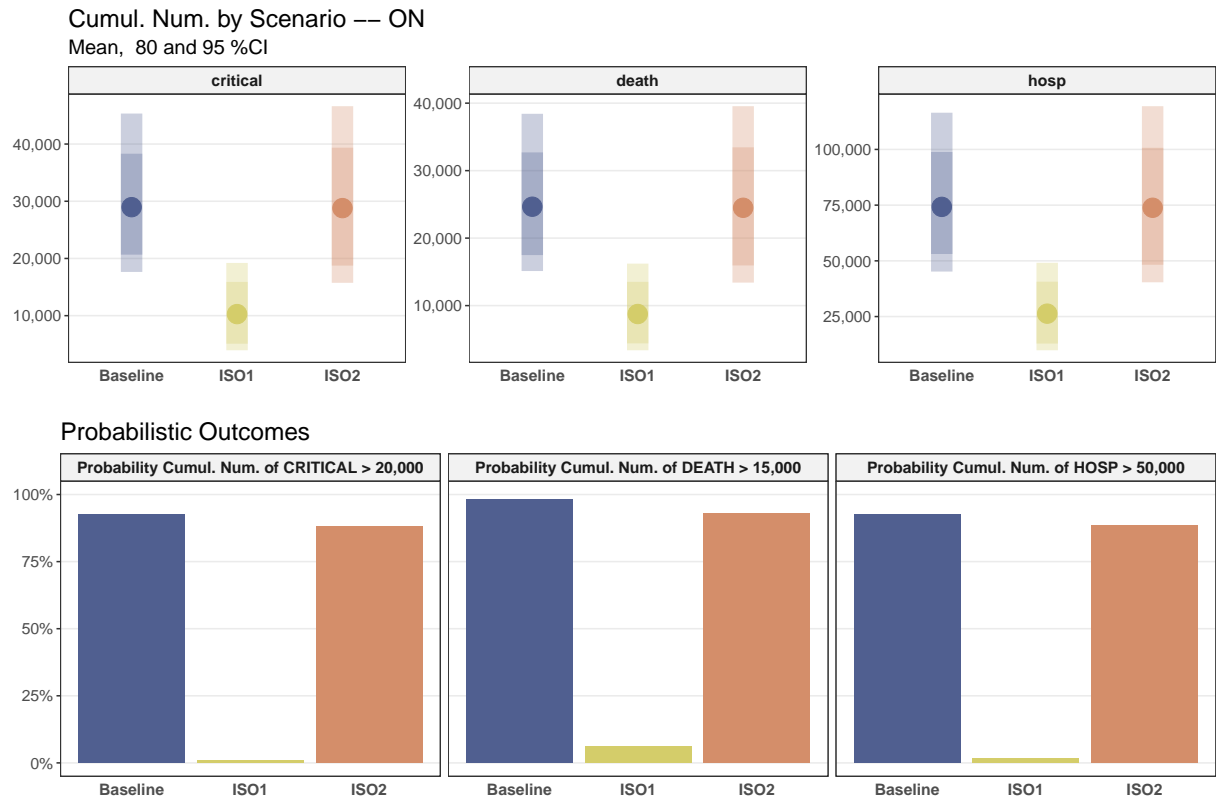 Cumul. Num. by Scenario −− ON
Mean,  80 and 95 %CI
critical
death
hosp
40,000
30,000
20,000
10,000
40,000
30,000
20,000
10,000
100,000
75,000
50,000
25,000
Baseline ISO1 ISO2
Baseline ISO1 ISO2
Baseline ISO1 ISO2
Probabilistic Outcomes
Probability Cumul. Num. of CRITICAL > 20,000
Probability Cumul. Num. of DEATH > 15,000
Probability Cumul. Num. of HOSP > 50,000
100%
75%
50%
25%
0%
Baseline ISO1 ISO2
Baseline ISO1 ISO2
Baseline ISO1 ISO2